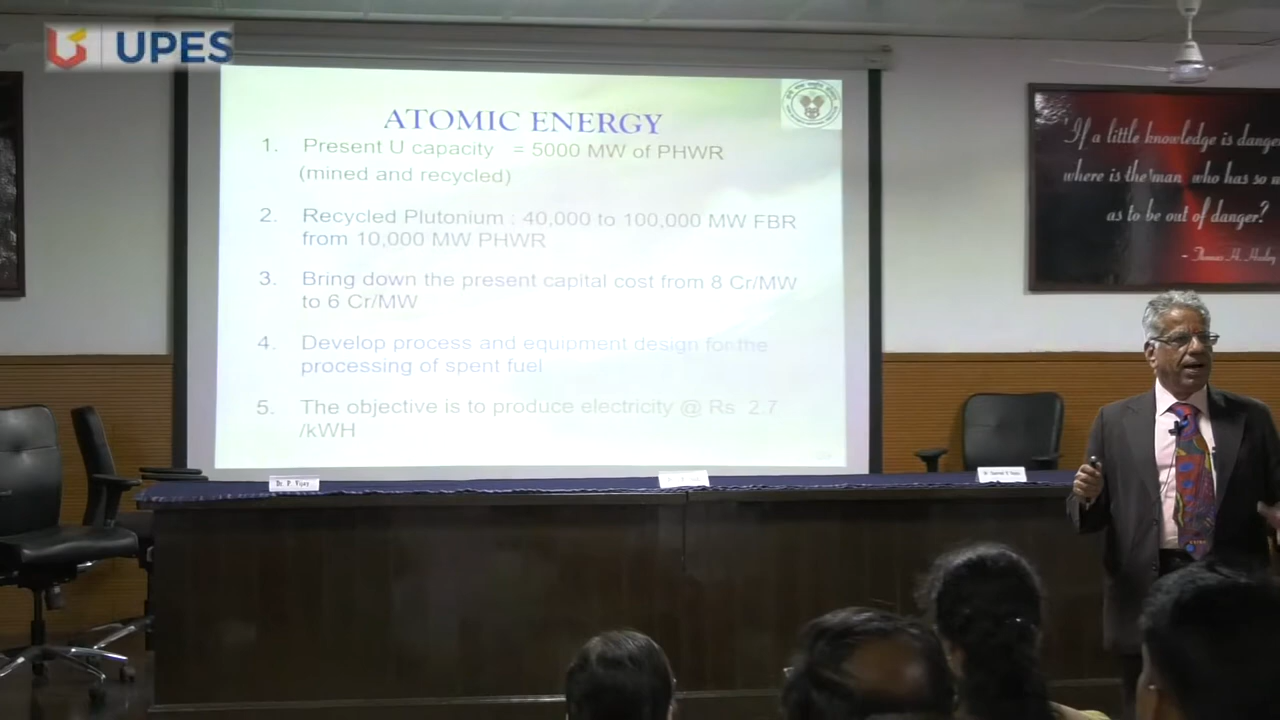 UPES
ATOMIC ENERGY
1. Present U capacity = 5000 MW of PHWR
(mined and recycled)
2. Recycled Plutonium : 40,000 to 100,000 MW FBR
from 10,000 MW PHWR
3. Bring down the present capital cost from 8 Cr/MW
to 6 Cr/MW
4. Develop process and equipment design for the
processing of spent fuel
5. The objective is to produce electricity @ Rs 2.7
/kWH
"If a little knowledge is dange
where is the man who has so m
as to be out of danger?
~ Thomas H. Huxley
Dr. P. Vijay